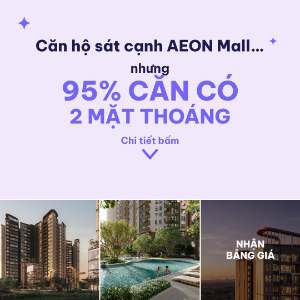 Căn hộ sát cạnh AEON Mall...
nhưng
95% CĂN CÓ
2 MẶT THOÁNG
Chi tiết bấm
NHẬN
BẢNG GIÁ